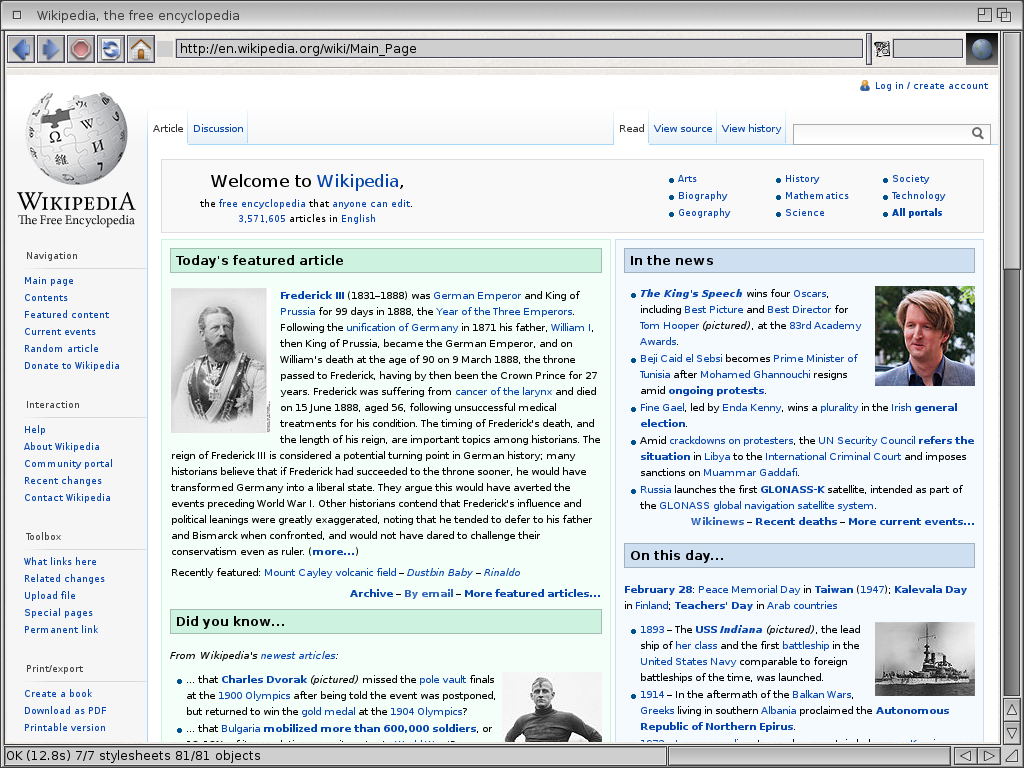 Wikipedia, the free encyclopedia
http://en.wikipedia.org/wiki/Main_Page
Log in / create account
Article Discussion Read View source View history
WIKIPEDIA
The Free Encyclopedia
Welcome to Wikipedia,
the free encyclopedia that anyone can edit.
3,571,605 articles in English
Arts
Biography
Geography
History
Mathematics
Science
Society
Technology
All portals
Navigation
Main page
Contents
Featured content
Current events
Random article
Donate to Wikipedia
Interaction
Help
About Wikipedia
Community portal
Recent changes
Contact Wikipedia
Toolbox
What links here
Related changes
Upload file
Special pages
Permanent link
Print/export
Create a book
Download as PDF
Printable version
Today's featured article
Frederick III (1831–1888) was German Emperor and King of
Prussia for 99 days in 1888, the Year of the Three Emperors.
Following the unification of Germany in 1871 his father, William I,
then King of Prussia, became the German Emperor, and on
William's death at the age of 90 on 9 March 1888, the throne
passed to Frederick, having by then been the Crown Prince for 27
years. Frederick was suffering from cancer of the larynx and died
on 15 June 1888, aged 56, following unsuccessful medical
treatments for his condition. The timing of Frederick's death, and
the length of his reign, are important topics among historians. The
reign of Frederick III is considered a potential turning point in German history; many
historians believe that if Frederick had succeeded to the throne sooner, he would have
transformed Germany into a liberal state. They argue this would have averted the
events preceding World War I. Other historians contend that Frederick's influence and
political leanings were greatly exaggerated, noting that he tended to defer to his father
and Bismarck when confronted, and would not have dared to challenge their
conservatism even as ruler. (more...)
Recently featured: Mount Cayley volcanic field – Dustbin Baby – Rinaldo
Archive – By email – More featured articles...
Did you know...
From Wikipedia's newest articles:
... that Charles Dvorak (pictured) missed the pole vault finals
at the 1900 Olympics after being told the event was postponed,
but returned to win the gold medal at the 1904 Olympics?
... that Bulgaria mobilized more than 600,000 soldiers, or
In the news
The King's Speech wins four Oscars,
including Best Picture and Best Director for
Tom Hooper (pictured), at the 83rd Academy
Awards.
Beji Caid el Sebsi becomes Prime Minister of
Tunisia after Mohamed Ghannouchi resigns
amid ongoing protests.
Fine Gael, led by Enda Kenny, wins a plurality in the Irish general
election.
Amid crackdowns on protesters, the UN Security Council refers the
situation in Libya to the International Criminal Court and imposes
sanctions on Muammar Gaddafi.
Russia launches the first GLONASS-K satellite, intended as part of
the GLONASS global navigation satellite system.
Wikinews – Recent deaths – More current events...
On this day...
February 28: Peace Memorial Day in Taiwan (1947); Kalevala Day
in Finland; Teachers' Day in Arab countries
1893 – The USS Indiana (pictured), the lead
ship of her class and the first battleship in the
United States Navy comparable to foreign
battleships of the time, was launched.
1914 – In the aftermath of the Balkan Wars,
Greeks living in southern Albania proclaimed the Autonomous
Republic of Northern Epirus.
OK (12.8s) 7/7 stylesheets 81/81 objects